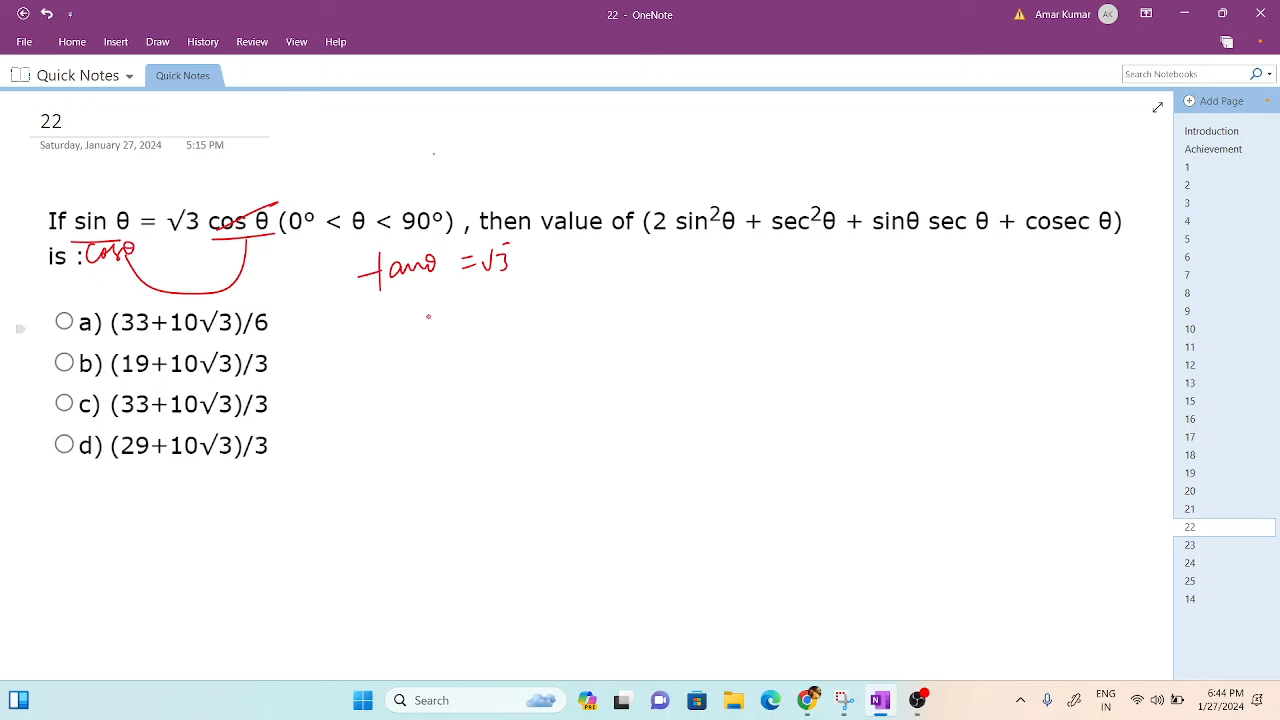 22 - OneNote
Amar Kumar
AK
File Home Insert Draw History Review View Help
Quick Notes
Quick Notes
Search Notebooks
22
Saturday, January 27, 2024 5:15 PM
If sin θ = √3 cos θ (0° < θ < 90°) , then value of (2 sin²θ + sec²θ + sinθ sec θ + cosec θ)
is :
cosθ
tanθ = √3
a) (33+10√3)/6
b) (19+10√3)/3
c) (33+10√3)/3
d) (29+10√3)/3
Add Page
Introduction
Achievement
1
2
3
4
5
6
7
8
9
10
11
12
13
15
16
17
18
19
20
21
22
23
24
25
14
Search
ENG
IN
6:44 PM
1/27/2024